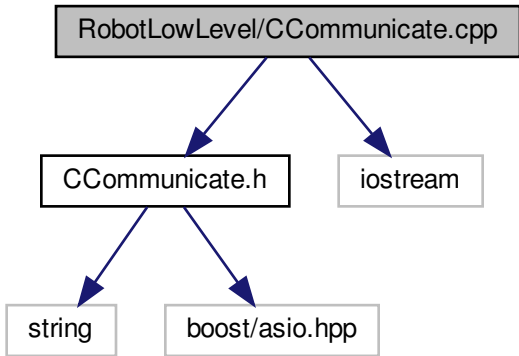 RobotLowLevel/CCommunicate.cpp
CCommunicate.h
iostream
string
boost/asio.hpp